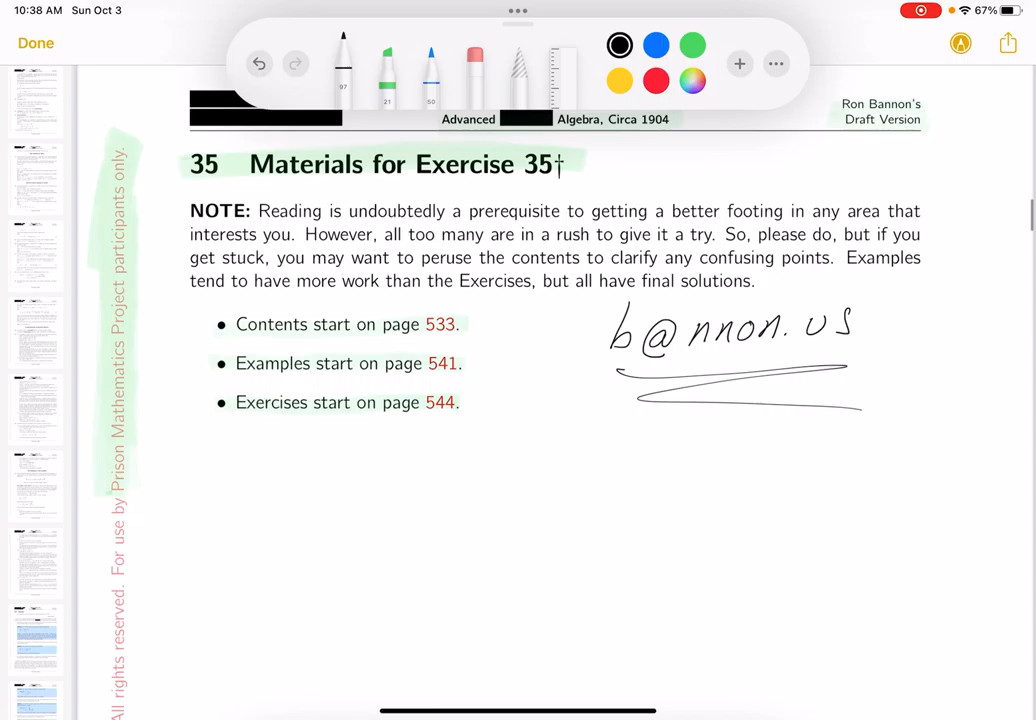 10:38 AM Sun Oct 3
67%
Done
97
21
50
Ron Bannon's
Advanced Algebra, Circa 1904 Draft Version
35 Materials for Exercise 35†
NOTE: Reading is undoubtedly a prerequisite to getting a better footing in any area that
interests you. However, all too many are in a rush to give it a try. So, please do, but if you
get stuck, you may want to peruse the contents to clarify any confusing points. Examples
tend to have more work than the Exercises, but all have final solutions.
• Contents start on page 533.
• Examples start on page 541.
• Exercises start on page 544.
b@nnon.us
All rights reserved. For use by Prison Mathematics Project participants only.